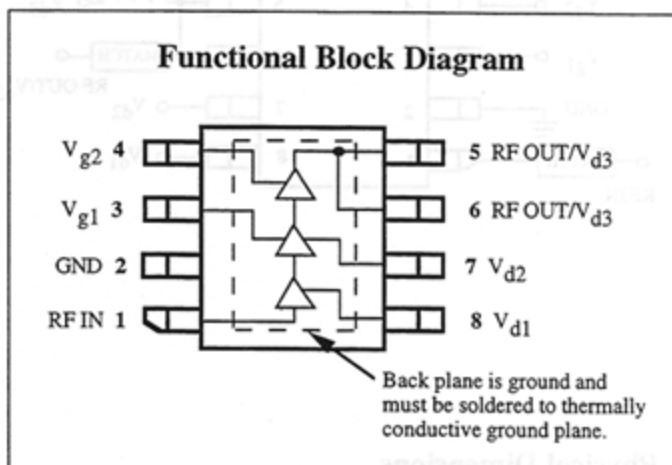 Functional Block Diagram
Vg2 4
5 RF OUT/Vd3
Vg1 3
6 RF OUT/Vd3
GND 2
7 Vd2
RF IN 1
8 Vd1
Back plane is ground and
must be soldered to thermally
conductive ground plane.